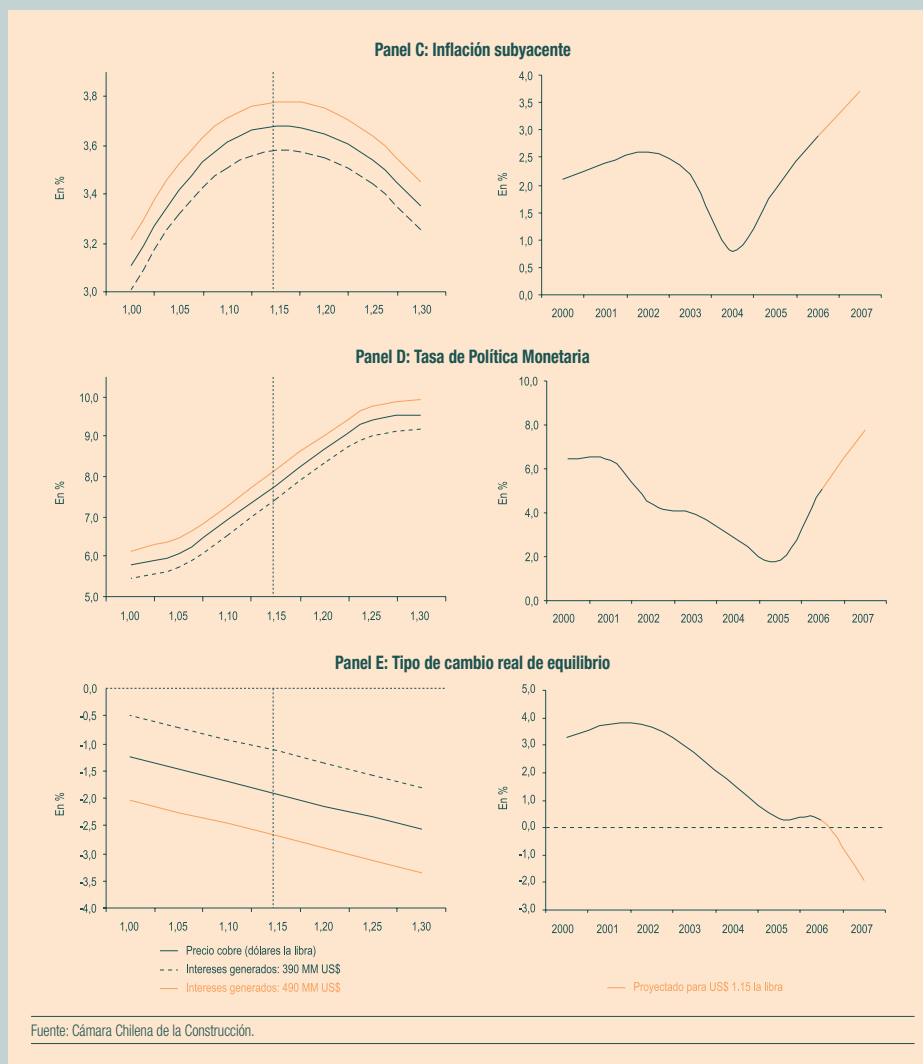 Panel C: Inflación subyacente
En %
3,8
3,6
3,4
3,2
3,0
1,00 1,05 1,10 1,15 1,20 1,25 1,30
En %
4,0
3,5
3,0
2,5
2,0
1,5
1,0
0,5
0,0
2000 2001 2002 2003 2004 2005 2006 2007
Panel D: Tasa de Política Monetaria
En %
10,0
9,0
8,0
7,0
6,0
5,0
1,00 1,05 1,10 1,15 1,20 1,25 1,30
En %
10,0
8,0
6,0
4,0
2,0
0,0
2000 2001 2002 2003 2004 2005 2006 2007
Panel E: Tipo de cambio real de equilibrio
En %
0,0
-0,5
-1,0
-1,5
-2,0
-2,5
-3,0
-3,5
-4,0
1,00 1,05 1,10 1,15 1,20 1,25 1,30
Precio cobre (dólares la libra)
Intereses generados: 390 MM US$
Intereses generados: 490 MM US$
En %
5,0
4,0
3,0
2,0
1,0
0,0
-1,0
-2,0
-3,0
2000 2001 2002 2003 2004 2005 2006 2007
Proyectado para US$ 1.15 la libra
Fuente: Cámara Chilena de la Construcción.